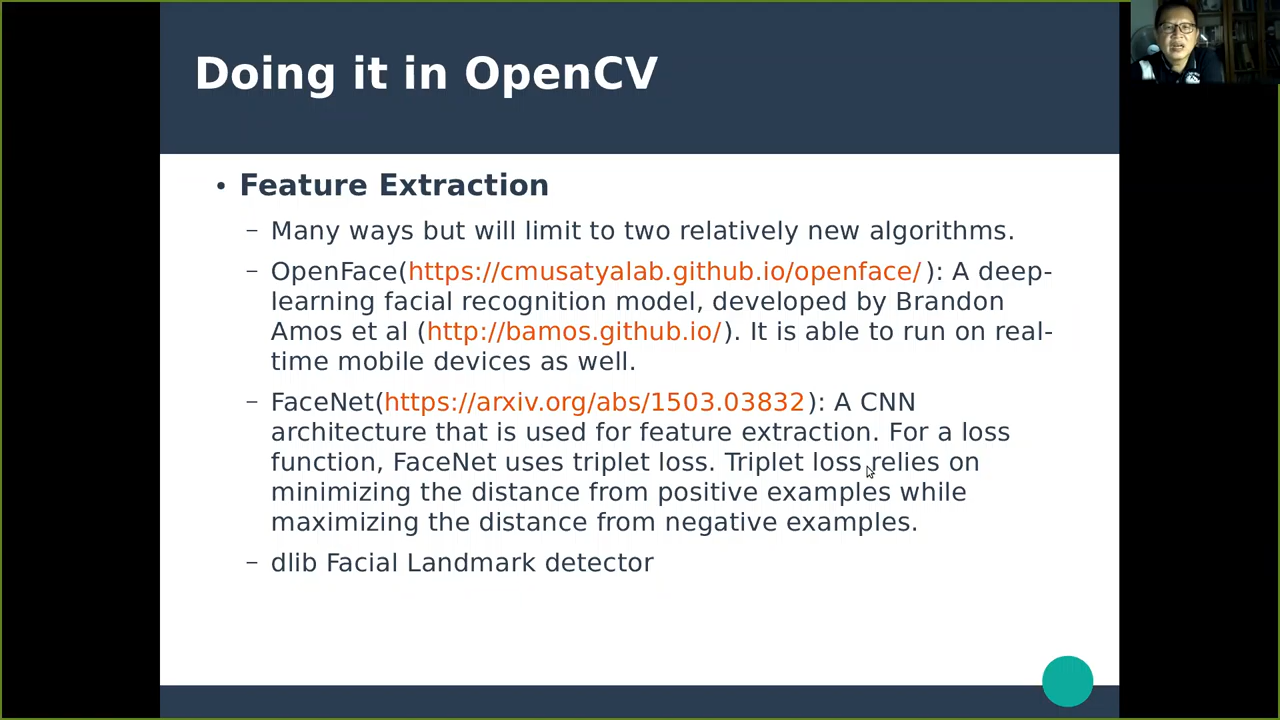 Doing it in OpenCV
• Feature Extraction
– Many ways but will limit to two relatively new algorithms.
– OpenFace(https://cmusatyalab.github.io/openface/): A deep-
learning facial recognition model, developed by Brandon
Amos et al (http://bamos.github.io/). It is able to run on real-
time mobile devices as well.
– FaceNet(https://arxiv.org/abs/1503.03832): A CNN
architecture that is used for feature extraction. For a loss
function, FaceNet uses triplet loss. Triplet loss relies on
minimizing the distance from positive examples while
maximizing the distance from negative examples.
– dlib Facial Landmark detector